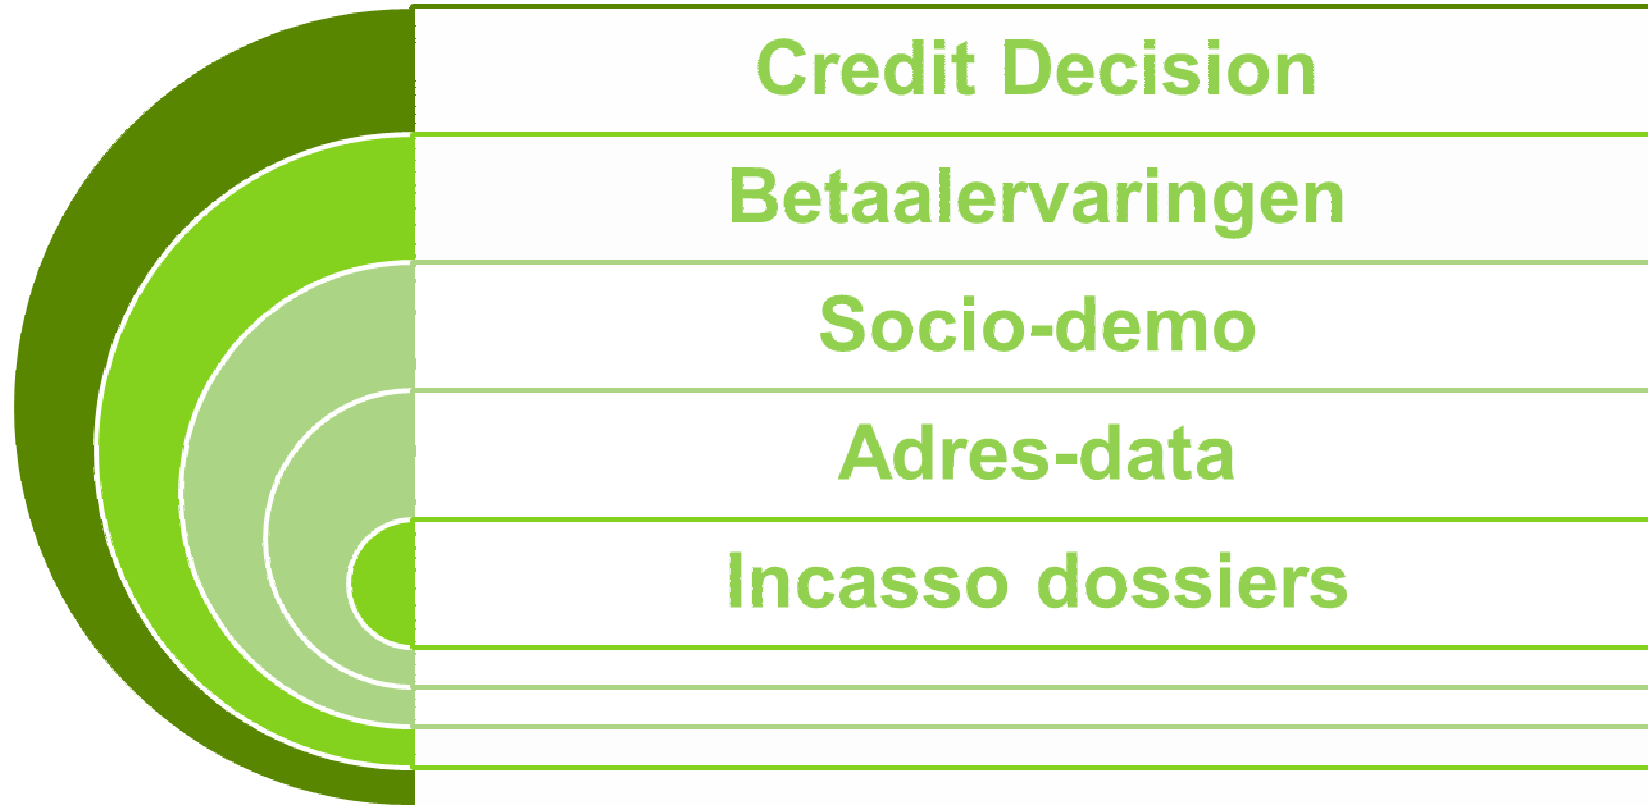 Credit Decision
Betaalervaringen
Socio-demo
Adres-data
Incasso dossiers